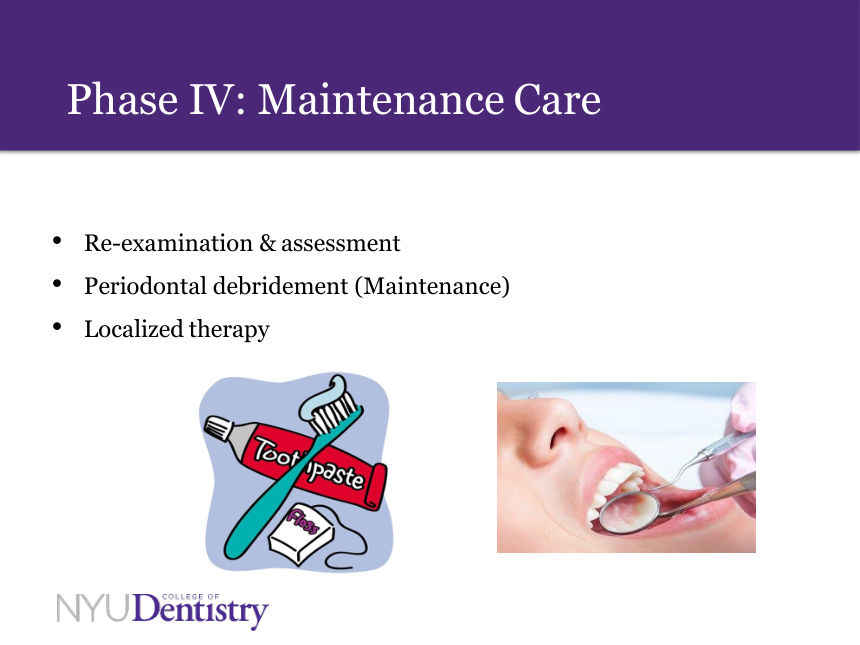 Phase IV: Maintenance Care
• Re-examination & assessment
• Periodontal debridement (Maintenance)
• Localized therapy
Toothpaste
Floss
COLLEGE OF
NYU Dentistry